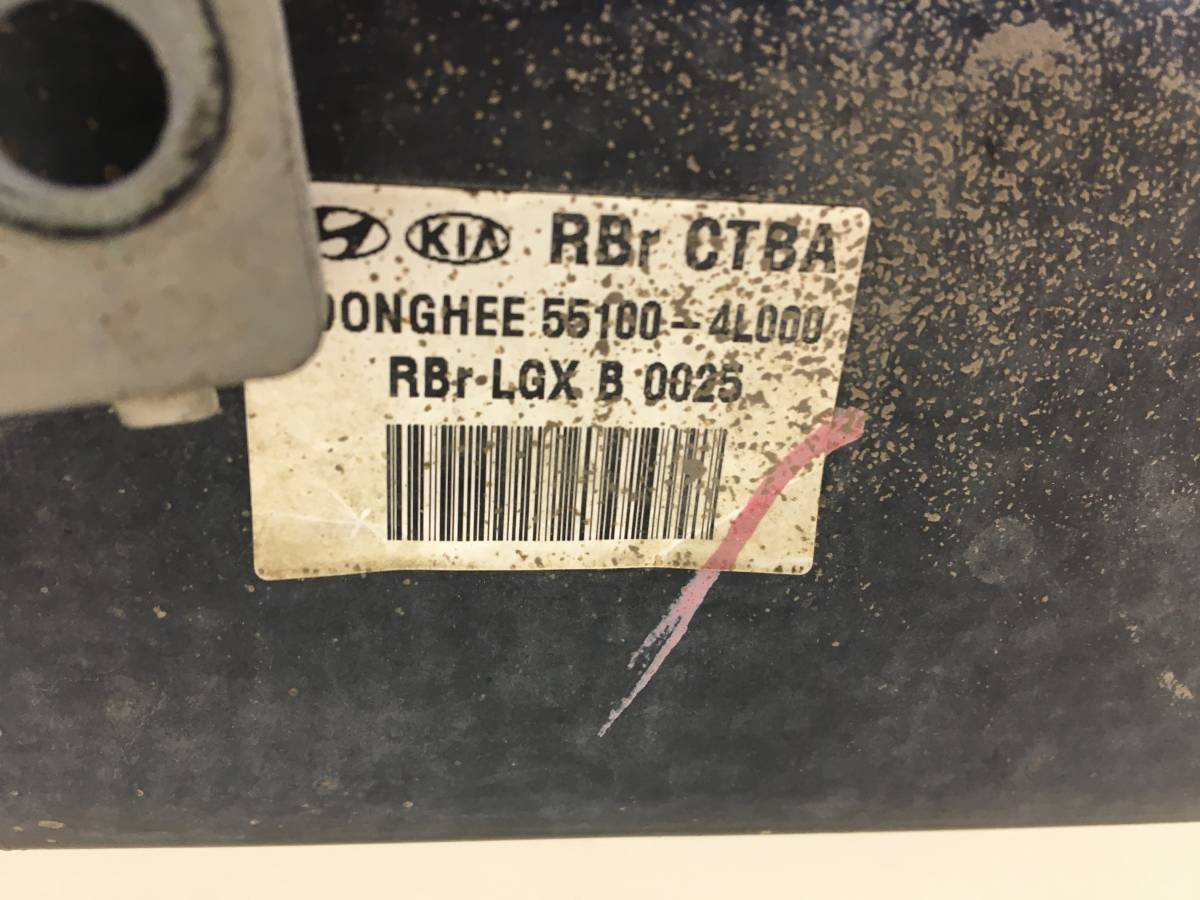 KIA RBr CTBA
DONGHEE 55100-4L000
RBr LGX B 0025